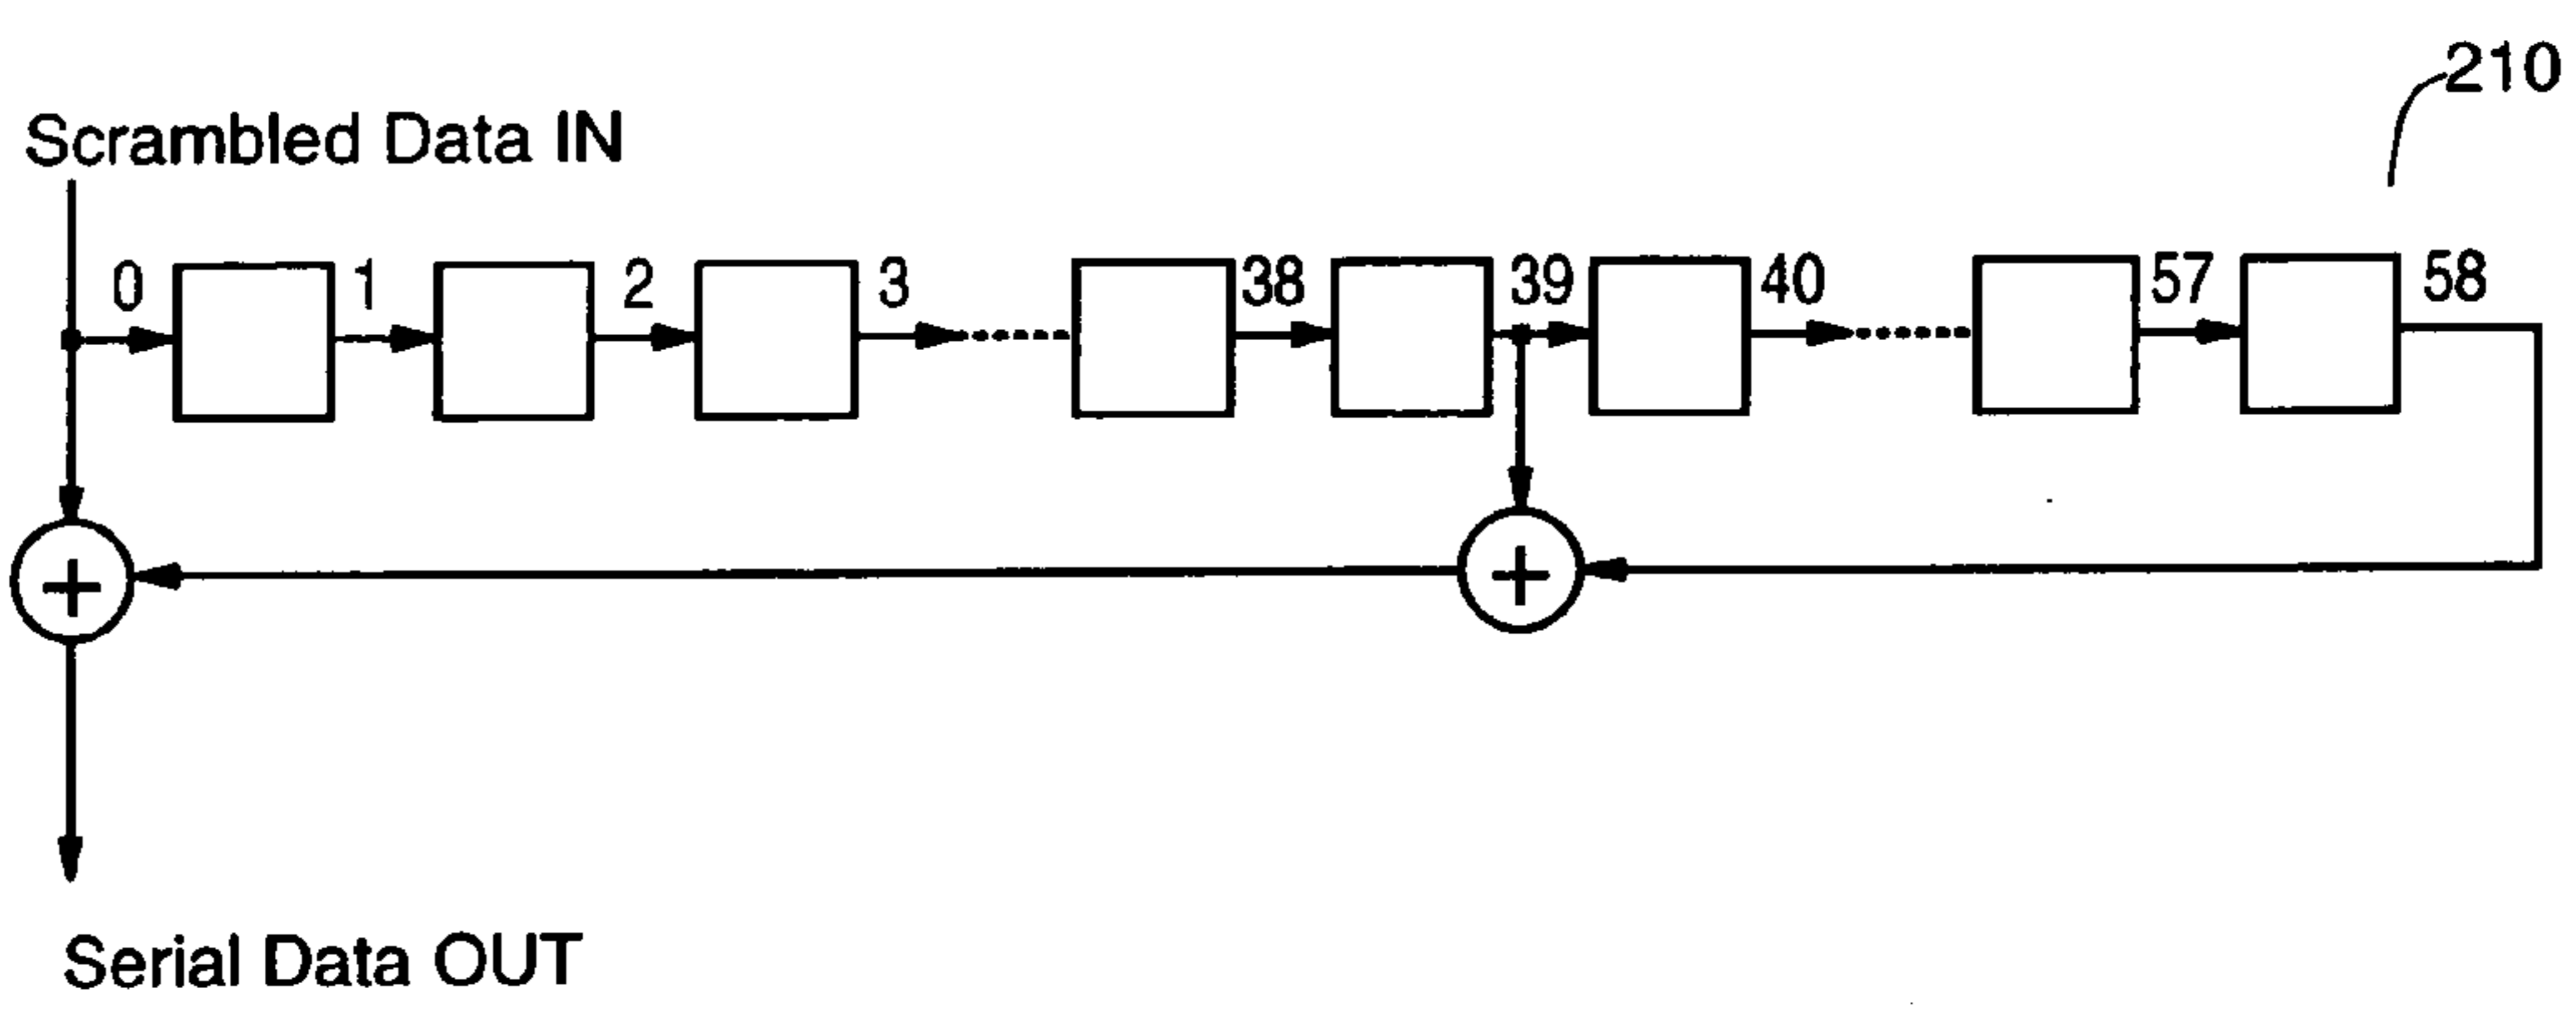 210
Scrambled Data IN
0 1 2 3 38 39 40 57 58
+ +
Serial Data OUT